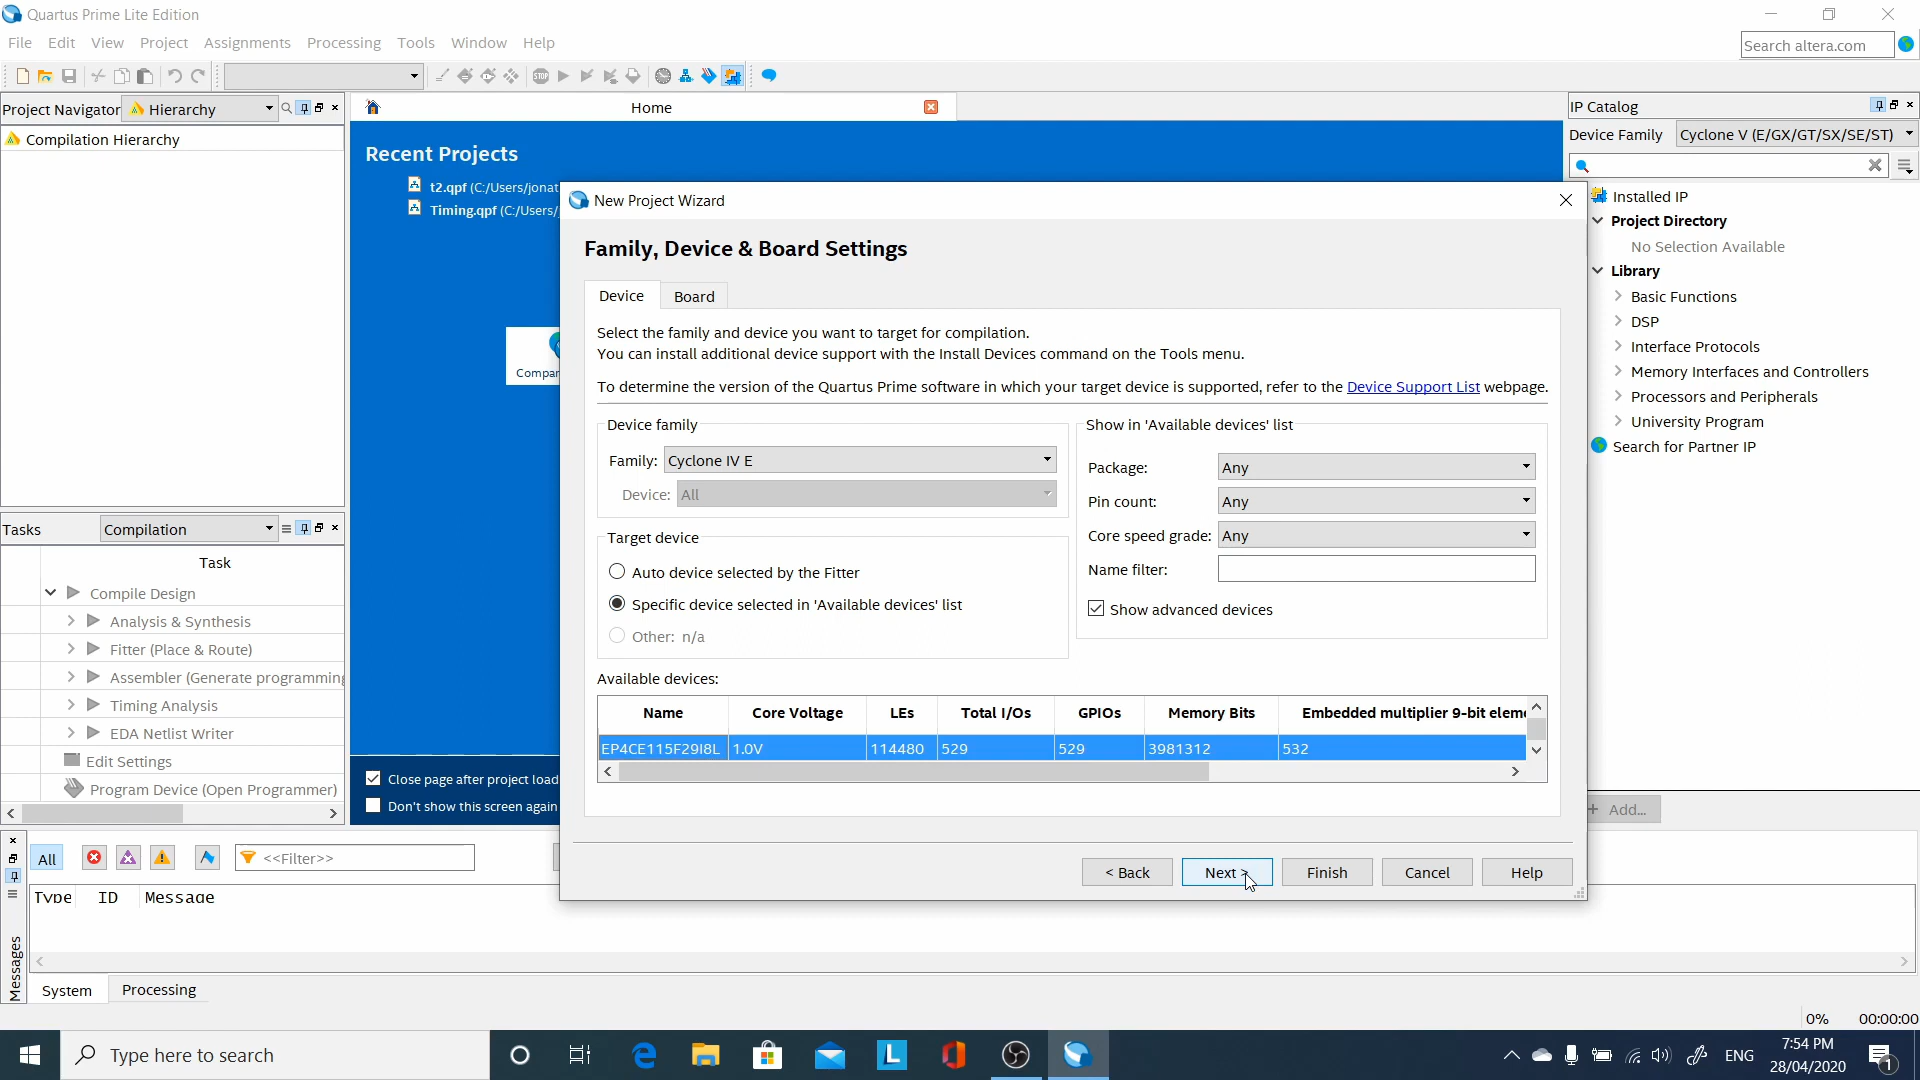 Quartus Prime Lite Edition
File Edit View Project Assignments Processing Tools Window Help
Search altera.com
Project Navigator Hierarchy
Compilation Hierarchy
Home
Recent Projects
t2.qpf (C:/Users/jonat
Timing.qpf (C:/Users/
Compar
Close page after project load
Don't show this screen again
IP Catalog
Device Family Cyclone V (E/GX/GT/SX/SE/ST)
Installed IP
Project Directory
No Selection Available
Library
Basic Functions
DSP
Interface Protocols
Memory Interfaces and Controllers
Processors and Peripherals
University Program
Search for Partner IP
+ Add...
New Project Wizard
Family, Device & Board Settings
Device Board
Select the family and device you want to target for compilation.
You can install additional device support with the Install Devices command on the Tools menu.
To determine the version of the Quartus Prime software in which your target device is supported, refer to the Device Support List webpage.
Device family
Family: Cyclone IV E
Device: All
Target device
Auto device selected by the Fitter
Specific device selected in 'Available devices' list
Other: n/a
Show in 'Available devices' list
Package: Any
Pin count: Any
Core speed grade: Any
Name filter:
Show advanced devices
Available devices:
Name Core Voltage LEs Total I/Os GPIOs Memory Bits Embedded multiplier 9-bit eleme
EP4CE115F29I8L 1.0V 114480 529 529 3981312 532
< Back Next > Finish Cancel Help
Tasks Compilation
Task
Compile Design
Analysis & Synthesis
Fitter (Place & Route)
Assembler (Generate programming
Timing Analysis
EDA Netlist Writer
Edit Settings
Program Device (Open Programmer)
All <<Filter>>
Type ID Message
Messages
System Processing
0% 00:00:00
Type here to search
ENG
7:54 PM
28/04/2020
1